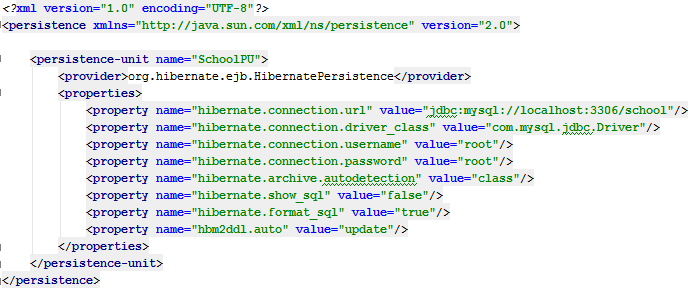 <?xml version="1.0" encoding="UTF-8"?>
<persistence xmlns="http://java.sun.com/xml/ns/persistence" version="2.0">
<persistence-unit name="SchoolPU">
<provider>org.hibernate.ejb.HibernatePersistence</provider>
<properties>
<property name="hibernate.connection.url" value="jdbc:mysql://localhost:3306/school"/>
<property name="hibernate.connection.driver_class" value="com.mysql.jdbc.Driver"/>
<property name="hibernate.connection.username" value="root"/>
<property name="hibernate.connection.password" value="root"/>
<property name="hibernate.archive.autodetection" value="class"/>
<property name="hibernate.show_sql" value="false"/>
<property name="hibernate.format_sql" value="true"/>
<property name="hbm2ddl.auto" value="update"/>
</properties>
</persistence-unit>
</persistence>